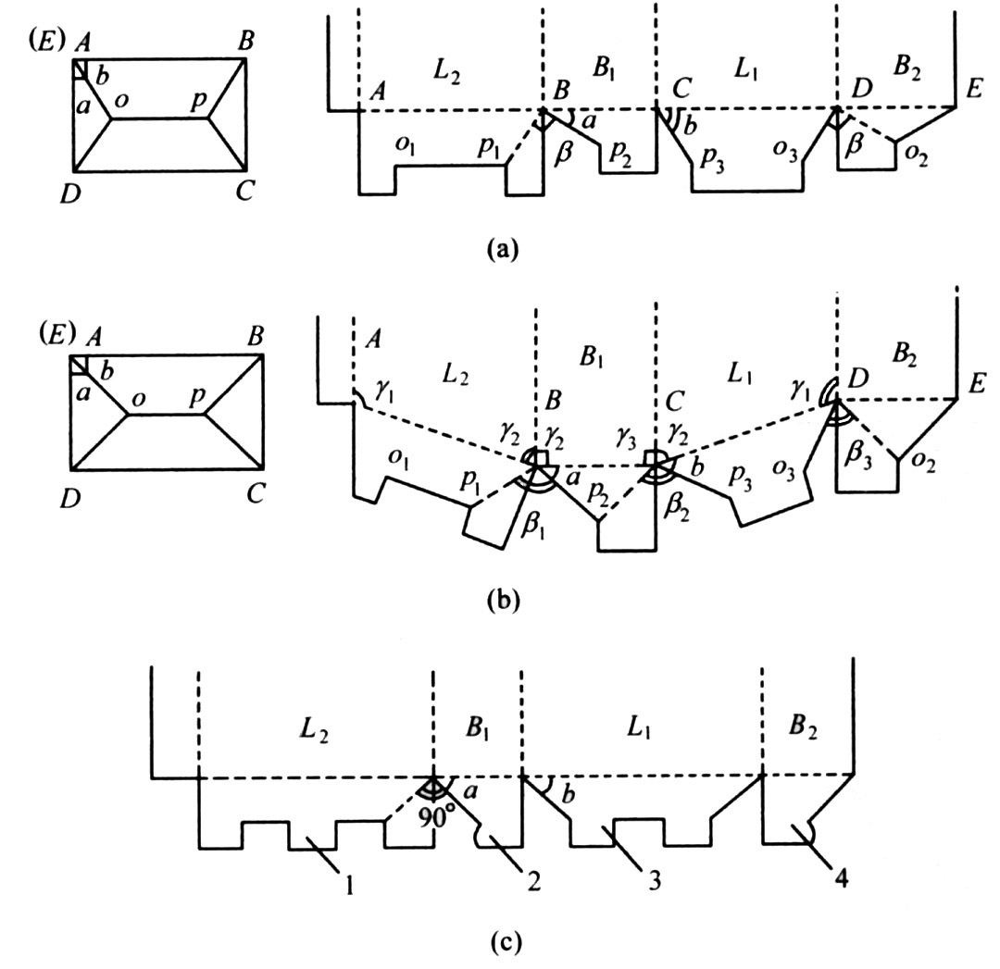 (E) A B
b
a o p
D C
L₂ B₁ L₁ B₂
A B C D E
a b
o₁ p₁ β p₂ p₃ o₃ β o₂
(a)
(E) A B
b
a o p
D C
A L₂ B₁ L₁ B₂
γ₁ B C γ₁ D E
γ₂ γ₂ γ₃ γ₂
o₁ p₁ a p₂ b p₃ o₃ β₃ o₂
β₁ β₂
(b)
L₂ B₁ L₁ B₂
a b
90°
1 2 3 4
(c)